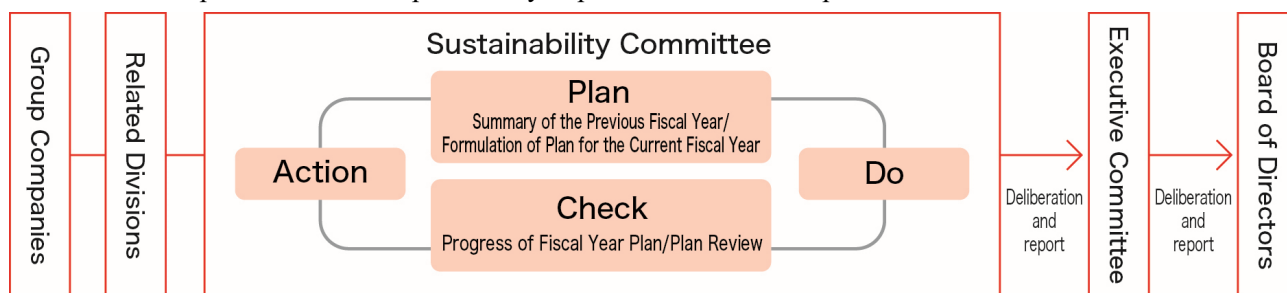 Group Companies
Related Divisions
Sustainability Committee
Plan
Summary of the Previous Fiscal Year/
Formulation of Plan for the Current Fiscal Year
Action
Do
Check
Progress of Fiscal Year Plan/Plan Review
Deliberation
and
report
Executive Committee
Deliberation
and
report
Board of Directors